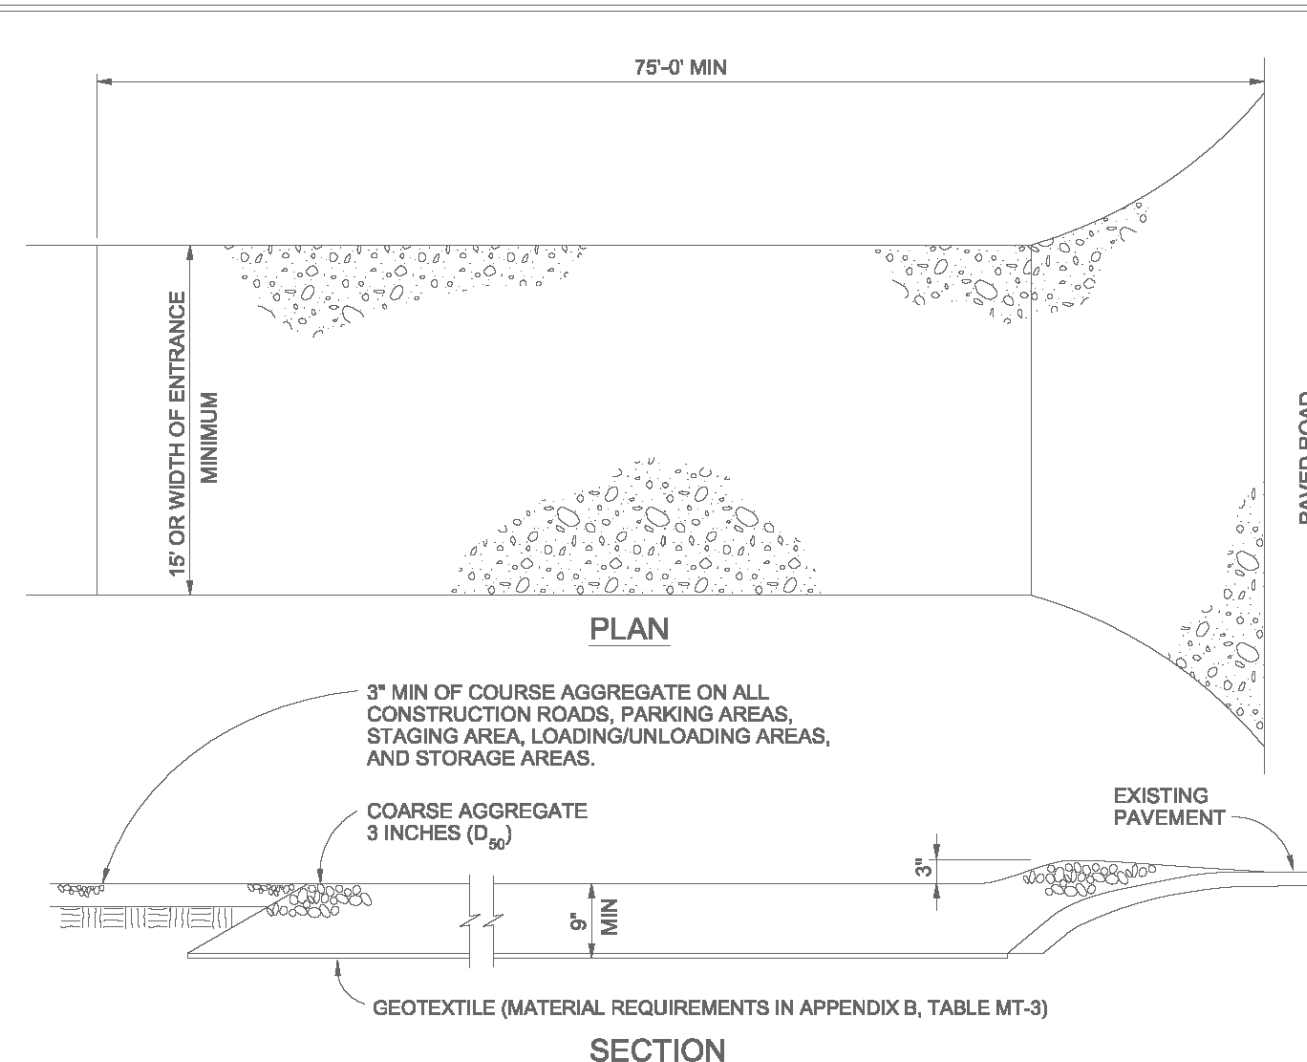 75'-0' MIN
15' OR WIDTH OF ENTRANCE
MINIMUM
PAVED ROAD
PLAN
3" MIN OF COURSE AGGREGATE ON ALL
CONSTRUCTION ROADS, PARKING AREAS,
STAGING AREA, LOADING/UNLOADING AREAS,
AND STORAGE AREAS.
COARSE AGGREGATE
3 INCHES (D50)
EXISTING
PAVEMENT
3"
9"
MIN
GEOTEXTILE (MATERIAL REQUIREMENTS IN APPENDIX B, TABLE MT-3)
SECTION